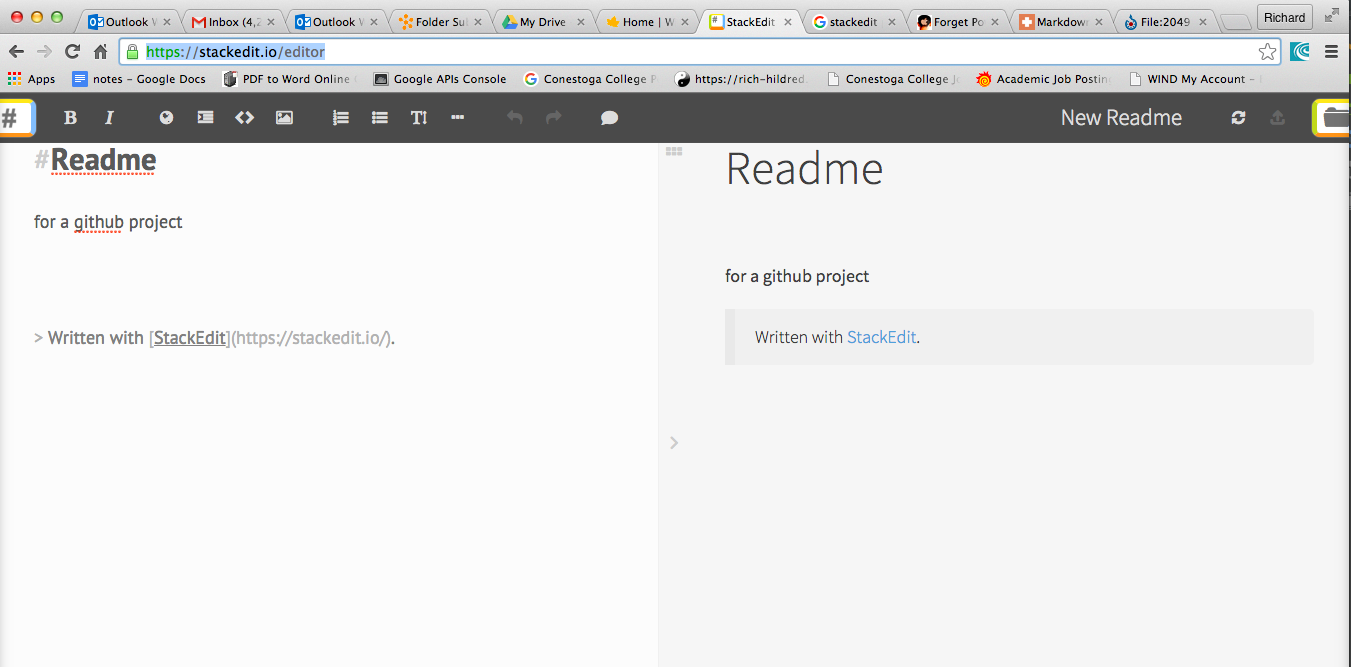 Outlook W
Inbox (4,2
Outlook W
Folder Sul
My Drive
Home | W
StackEdit
stackedit
Forget Po
Markdown
File:2049
Richard
https://stackedit.io/editor
Apps
notes – Google Docs
PDF to Word Online
Google APIs Console
Conestoga College P
https://rich-hildred.
Conestoga College Jo
Academic Job Posting
WIND My Account –
#
B I
New Readme
#Readme
for a github project
> Written with [StackEdit](https://stackedit.io/).
Readme
for a github project
Written with StackEdit.